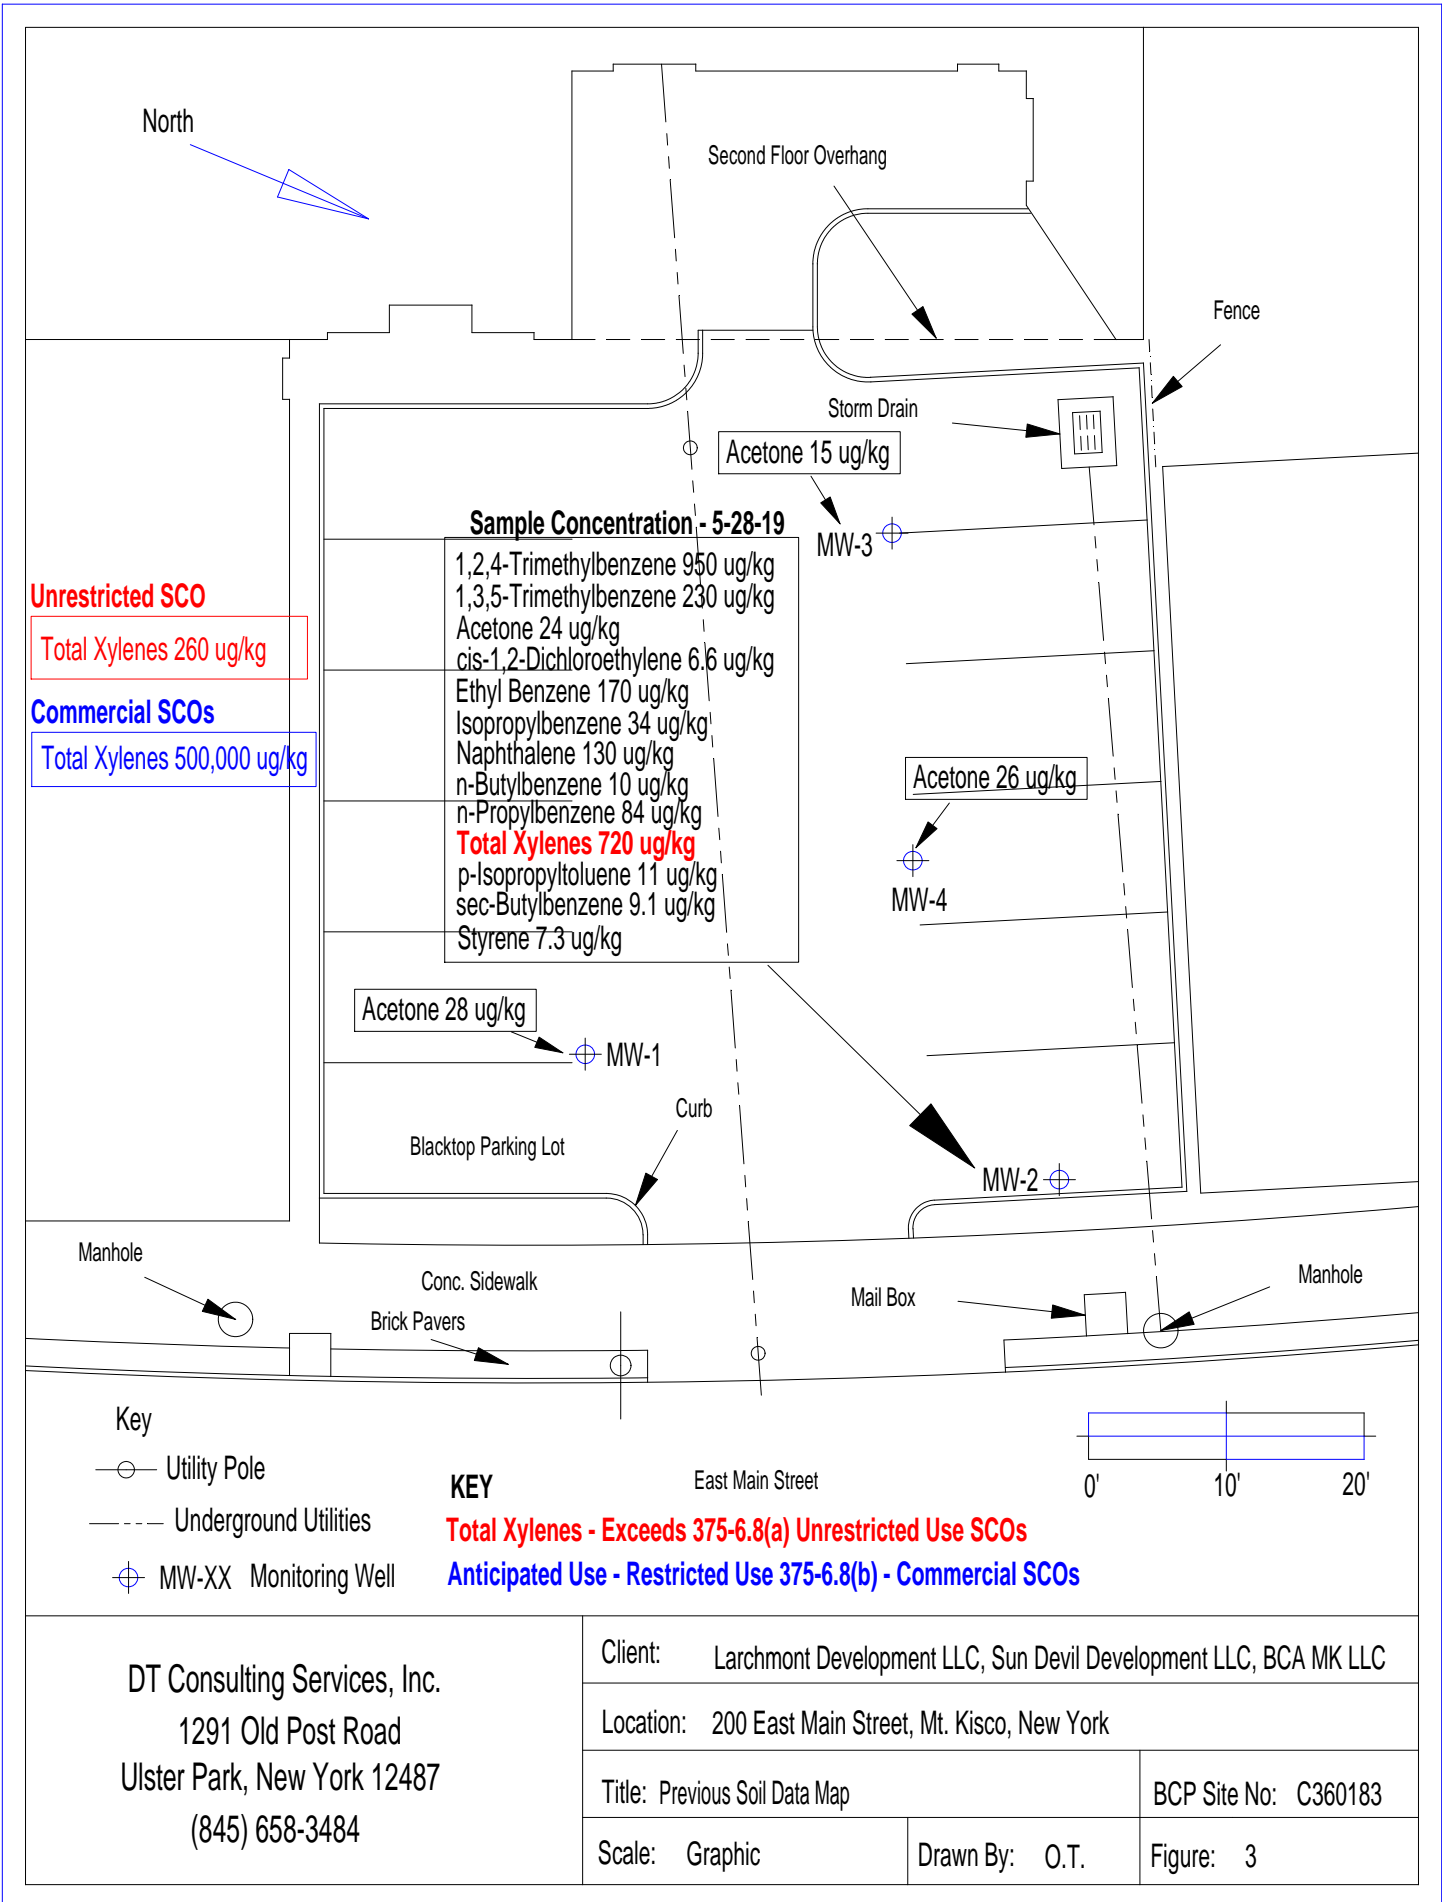 North
Second Floor Overhang
Fence
Storm Drain
Acetone 15 ug/kg
MW-3
Sample Concentration - 5-28-19
1,2,4-Trimethylbenzene 950 ug/kg
1,3,5-Trimethylbenzene 230 ug/kg
Acetone 24 ug/kg
cis-1,2-Dichloroethylene 6.6 ug/kg
Ethyl Benzene 170 ug/kg
Isopropylbenzene 34 ug/kg
Naphthalene 130 ug/kg
n-Butylbenzene 10 ug/kg
n-Propylbenzene 84 ug/kg
Total Xylenes 720 ug/kg
p-Isopropyltoluene 11 ug/kg
sec-Butylbenzene 9.1 ug/kg
Styrene 7.3 ug/kg
Unrestricted SCO
Total Xylenes 260 ug/kg
Commercial SCOs
Total Xylenes 500,000 ug/kg
Acetone 26 ug/kg
MW-4
Acetone 28 ug/kg
MW-1
Curb
Blacktop Parking Lot
MW-2
Manhole
Conc. Sidewalk
Brick Pavers
Mail Box
Manhole
Key
Utility Pole
Underground Utilities
MW-XX Monitoring Well
KEY
East Main Street
0' 10' 20'
Total Xylenes - Exceeds 375-6.8(a) Unrestricted Use SCOs
Anticipated Use - Restricted Use 375-6.8(b) - Commercial SCOs
DT Consulting Services, Inc.
1291 Old Post Road
Ulster Park, New York 12487
(845) 658-3484
Client: Larchmont Development LLC, Sun Devil Development LLC, BCA MK LLC
Location: 200 East Main Street, Mt. Kisco, New York
Title: Previous Soil Data Map
BCP Site No: C360183
Scale: Graphic
Drawn By: O.T.
Figure: 3